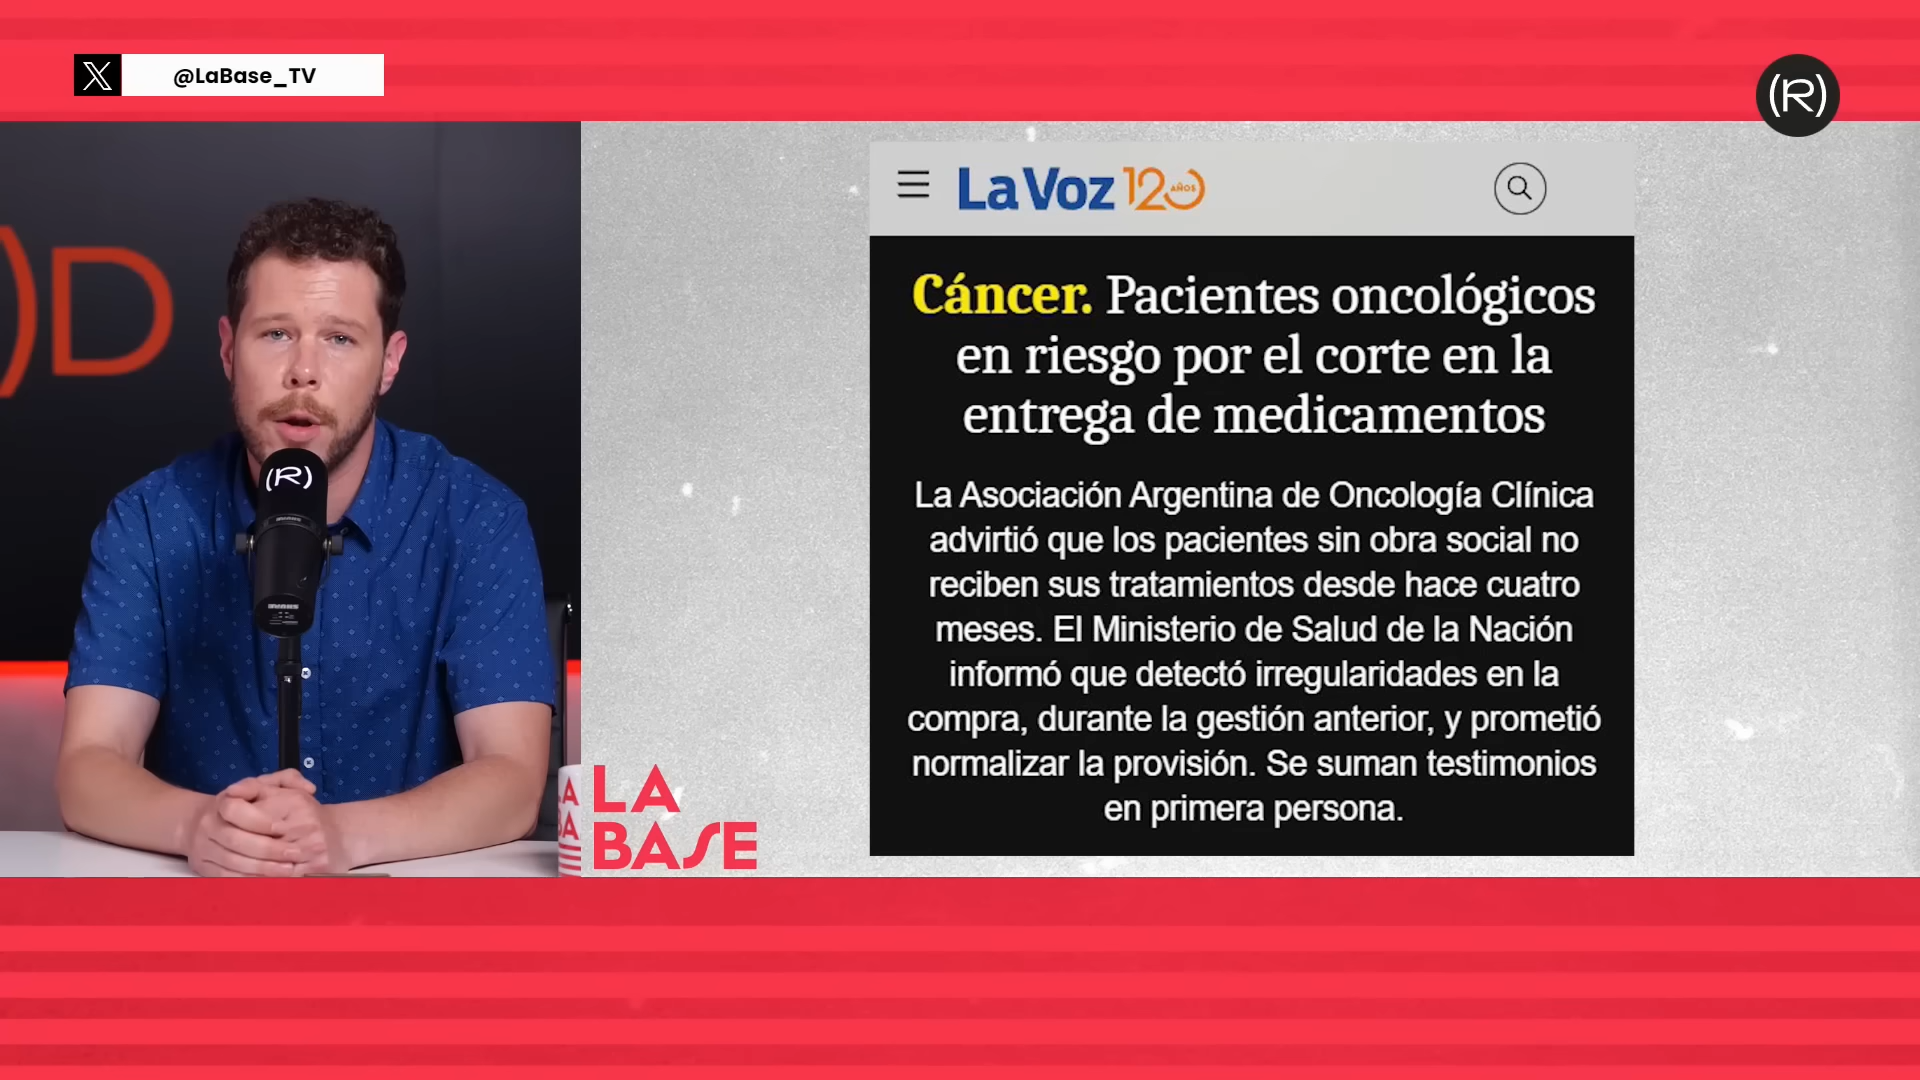 @LaBase_TV
(R)
La Voz 120 AÑOS
Cáncer. Pacientes oncológicos
en riesgo por el corte en la
entrega de medicamentos
La Asociación Argentina de Oncología Clínica
advirtió que los pacientes sin obra social no
reciben sus tratamientos desde hace cuatro
meses. El Ministerio de Salud de la Nación
informó que detectó irregularidades en la
compra, durante la gestión anterior, y prometió
normalizar la provisión. Se suman testimonios
en primera persona.
)D
(R)
LA
BASE